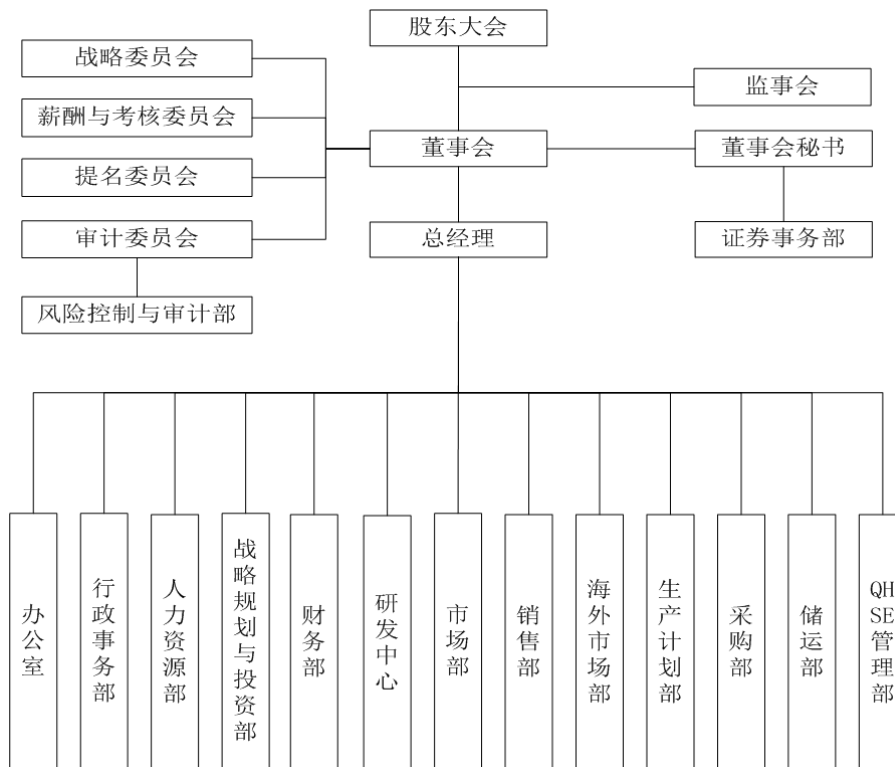 股东大会
战略委员会
监事会
薪酬与考核委员会
董事会
董事会秘书
提名委员会
审计委员会
总经理
证券事务部
风险控制与审计部
办公室
行政事务部
人力资源部
战略规划与投资部
财务部
研发中心
市场部
销售部
海外市场部
生产计划部
采购部
储运部
QHSE管理部